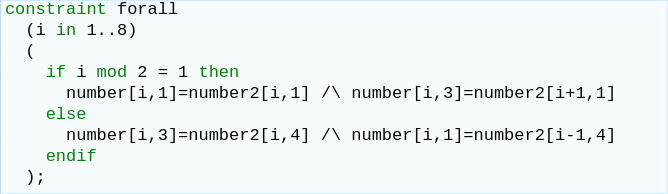 constraint forall
  (i in 1..8)
  (
    if i mod 2 = 1 then
      number[i,1]=number2[i,1] /\ number[i,3]=number2[i+1,1]
    else
      number[i,3]=number2[i,4] /\ number[i,1]=number2[i-1,4]
    endif
  );